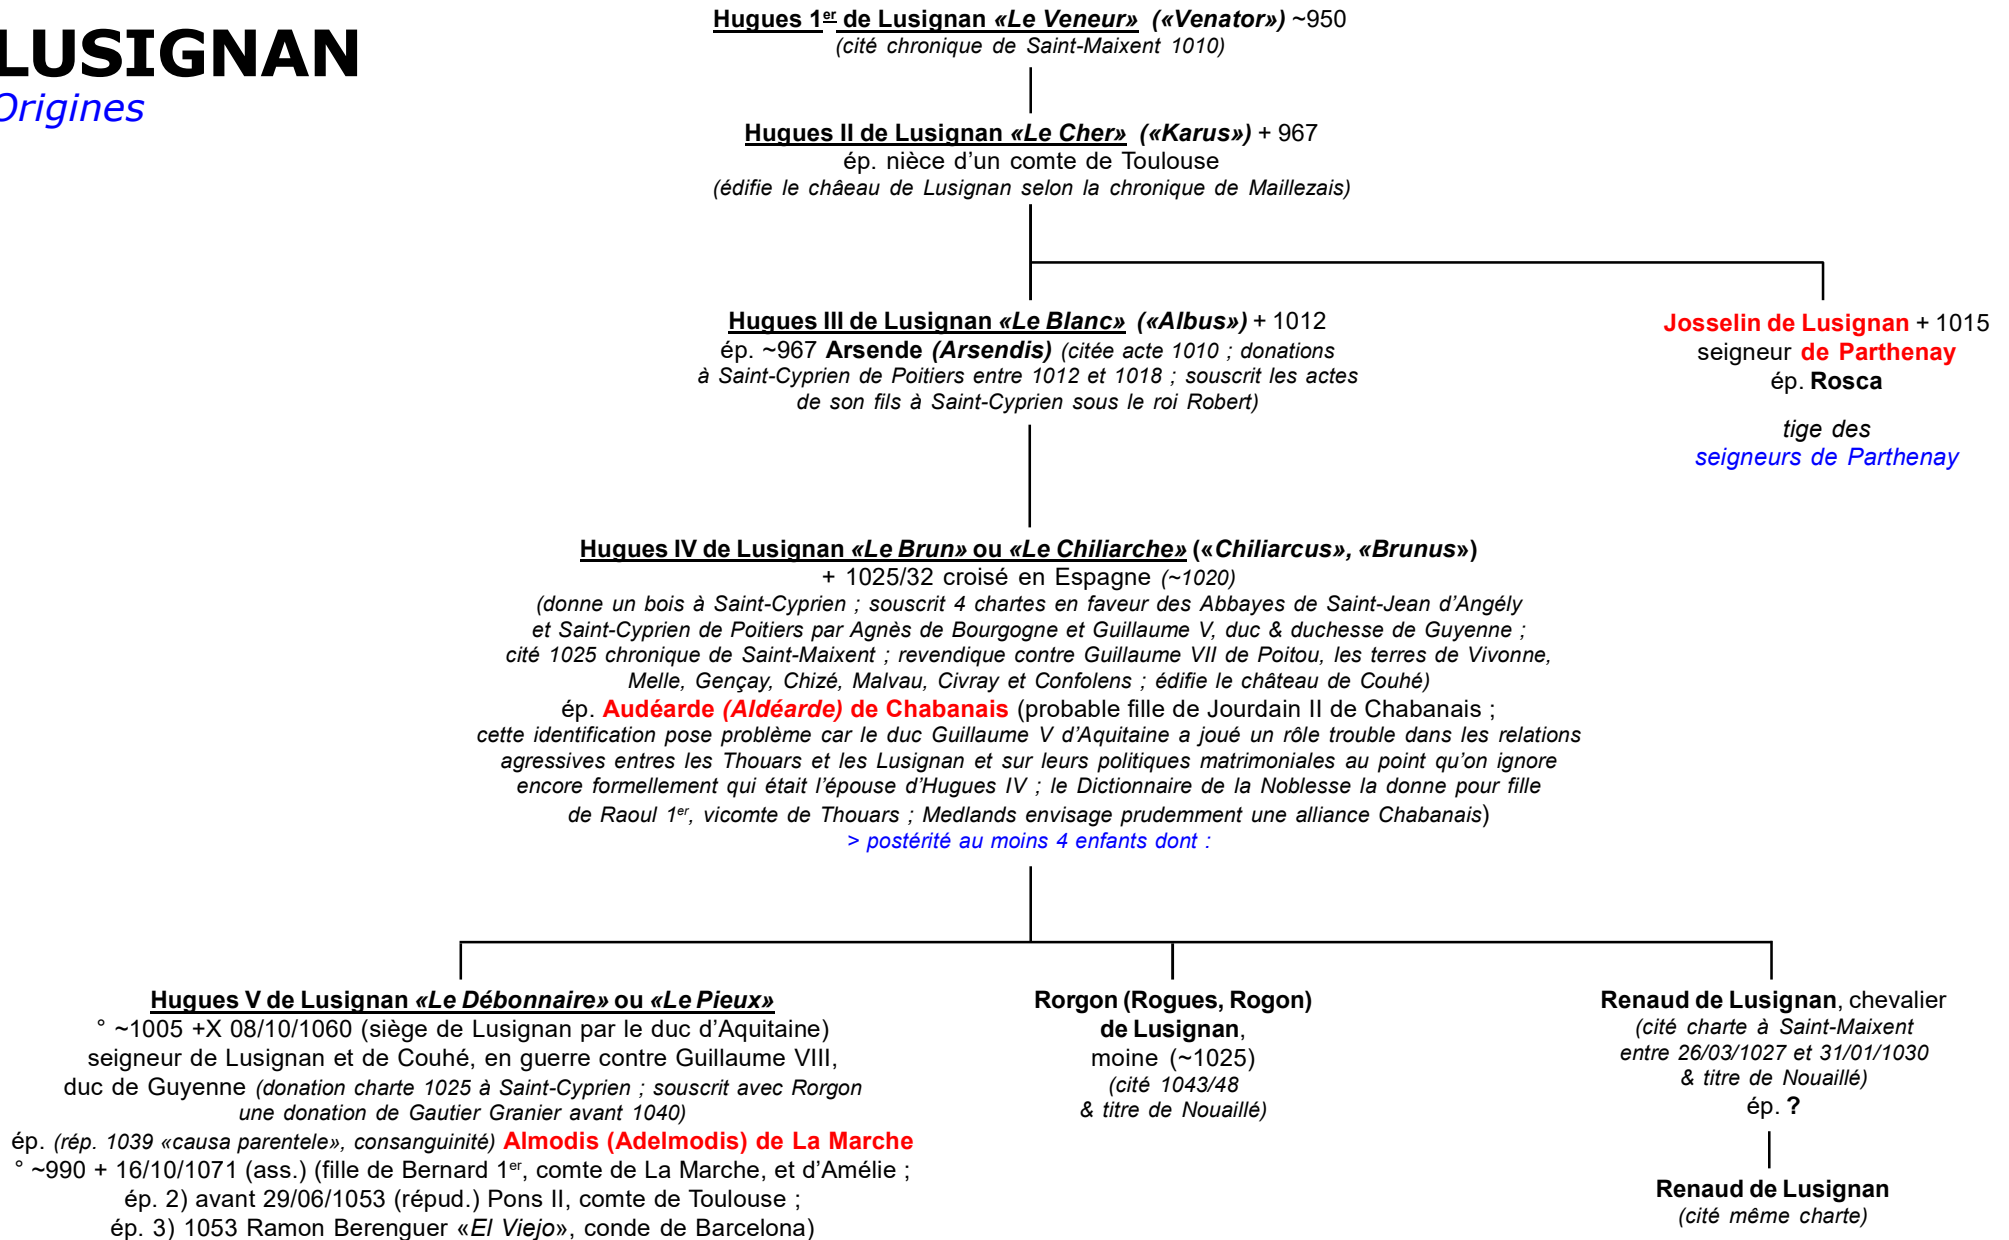 LUSIGNAN
Origines
Hugues 1er de Lusignan «Le Veneur» («Venator») ~950
(cité chronique de Saint-Maixent 1010)
Hugues II de Lusignan «Le Cher» («Karus») + 967
ép. nièce d’un comte de Toulouse
(édifie le châeau de Lusignan selon la chronique de Maillezais)
Hugues III de Lusignan «Le Blanc» («Albus») + 1012
ép. ~967 Arsende (Arsendis) (citée acte 1010 ; donations
à Saint-Cyprien de Poitiers entre 1012 et 1018 ; souscrit les actes
de son fils à Saint-Cyprien sous le roi Robert)
Josselin de Lusignan + 1015
seigneur de Parthenay
ép. Rosca
tige des
seigneurs de Parthenay
Hugues IV de Lusignan «Le Brun» ou «Le Chiliarche» («Chiliarcus», «Brunus»)
+ 1025/32 croisé en Espagne (~1020)
(donne un bois à Saint-Cyprien ; souscrit 4 chartes en faveur des Abbayes de Saint-Jean d’Angély
et Saint-Cyprien de Poitiers par Agnès de Bourgogne et Guillaume V, duc & duchesse de Guyenne ;
cité 1025 chronique de Saint-Maixent ; revendique contre Guillaume VII de Poitou, les terres de Vivonne,
Melle, Gençay, Chizé, Malvau, Civray et Confolens ; édifie le château de Couhé)
ép. Audéarde (Aldéarde) de Chabanais (probable fille de Jourdain II de Chabanais ;
cette identification pose problème car le duc Guillaume V d’Aquitaine a joué un rôle trouble dans les relations
agressives entres les Thouars et les Lusignan et sur leurs politiques matrimoniales au point qu’on ignore
encore formellement qui était l’épouse d’Hugues IV ; le Dictionnaire de la Noblesse la donne pour fille
de Raoul 1er, vicomte de Thouars ; Medlands envisage prudemment une alliance Chabanais)
> postérité au moins 4 enfants dont :
Hugues V de Lusignan «Le Débonnaire» ou «Le Pieux»
° ~1005 +X 08/10/1060 (siège de Lusignan par le duc d’Aquitaine)
seigneur de Lusignan et de Couhé, en guerre contre Guillaume VIII,
duc de Guyenne (donation charte 1025 à Saint-Cyprien ; souscrit avec Rorgon
une donation de Gautier Granier avant 1040)
ép. (rép. 1039 «causa parentele», consanguinité) Almodis (Adelmodis) de La Marche
° ~990 + 16/10/1071 (ass.) (fille de Bernard 1er, comte de La Marche, et d’Amélie ;
ép. 2) avant 29/06/1053 (répud.) Pons II, comte de Toulouse ;
ép. 3) 1053 Ramon Berenguer «El Viejo», conde de Barcelona)
Rorgon (Rogues, Rogon)
de Lusignan,
moine (~1025)
(cité 1043/48
& titre de Nouaillé)
Renaud de Lusignan, chevalier
(cité charte à Saint-Maixent
entre 26/03/1027 et 31/01/1030
& titre de Nouaillé)
ép. ?
Renaud de Lusignan
(cité même charte)